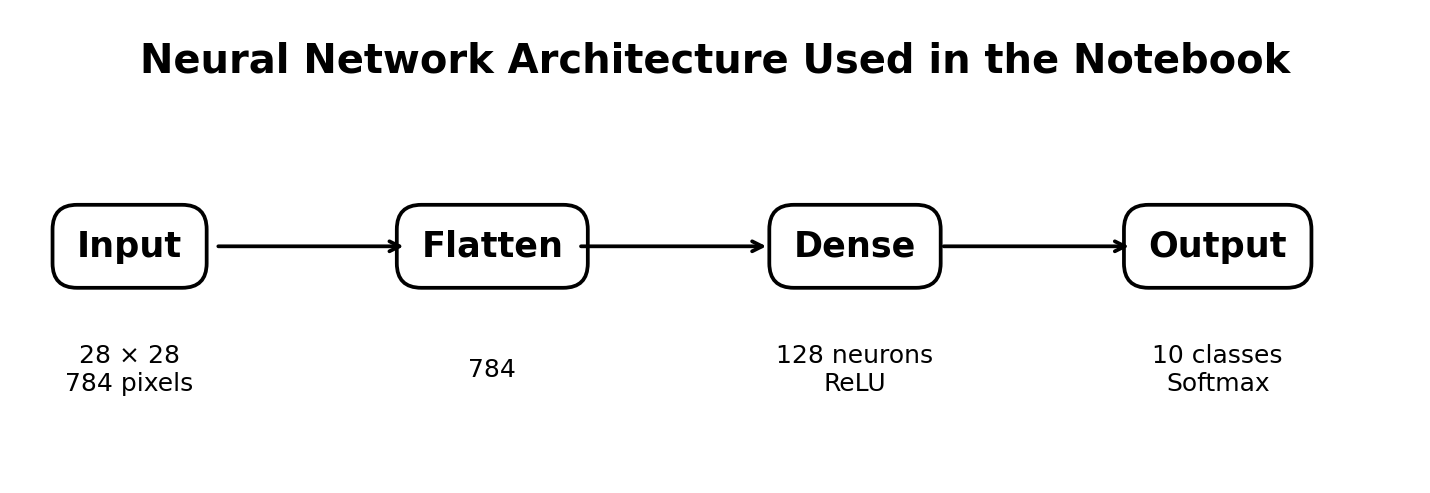 Neural Network Architecture Used in the Notebook
Input
Flatten
Dense
Output
28 × 28
784 pixels
784
128 neurons
ReLU
10 classes
Softmax